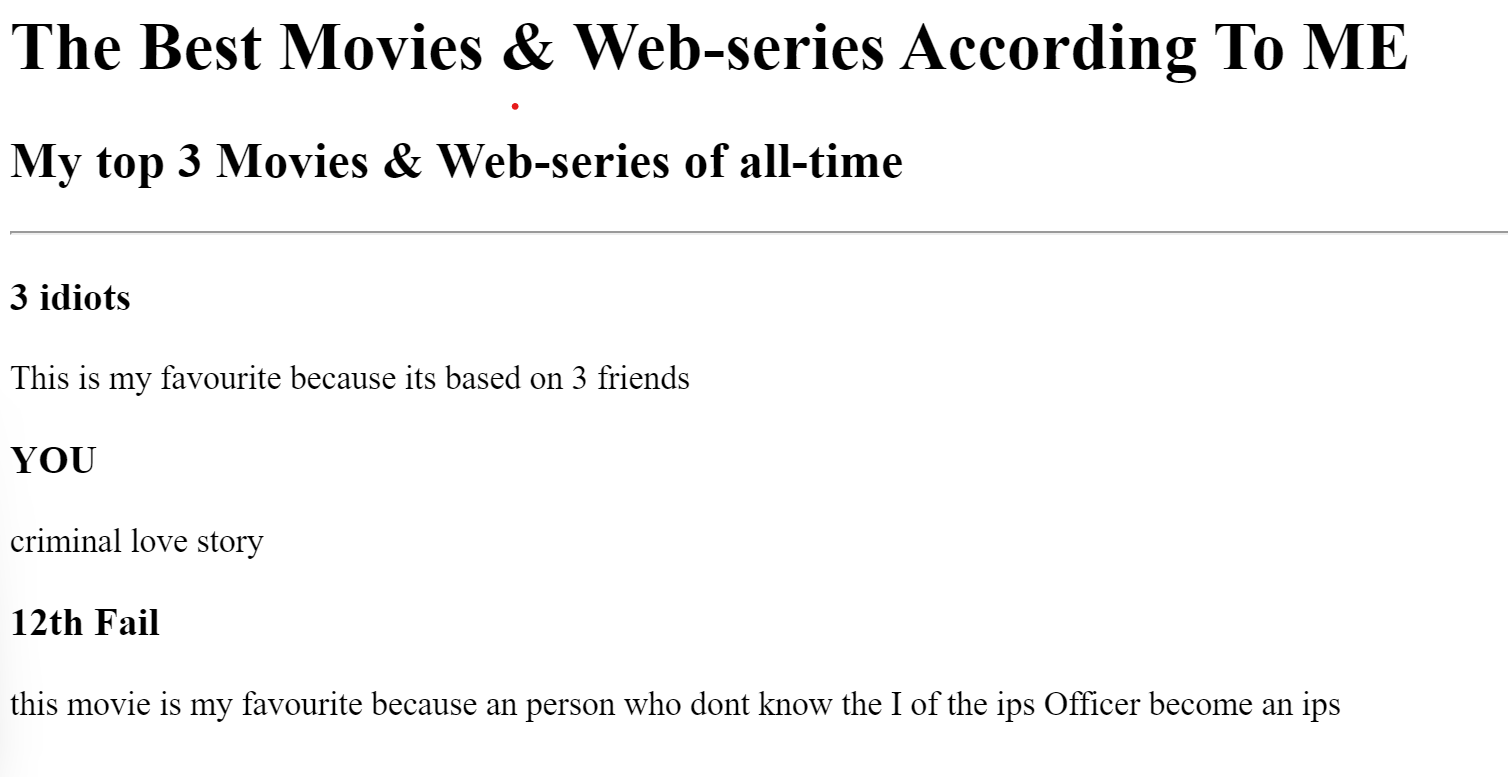 The Best Movies & Web-series According To ME
My top 3 Movies & Web-series of all-time
3 idiots
This is my favourite because its based on 3 friends
YOU
criminal love story
12th Fail
this movie is my favourite because an person who dont know the I of the ips Officer become an ips